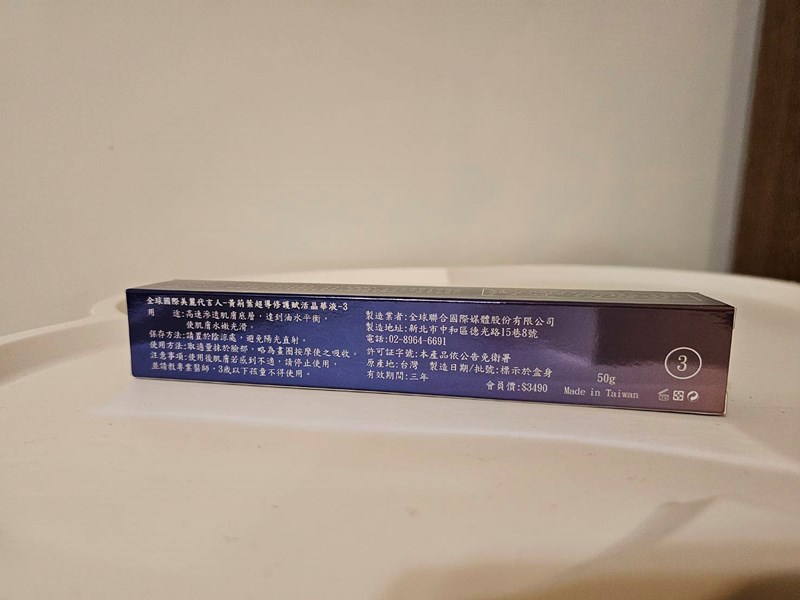 全球國際美麗代言人-黃荊葉超導修護賦活晶華液-3
用　途:高速滲透肌膚底層，達到油水平衡，
使肌膚水嫩光滑。
保存方法:請置於陰涼處，避免陽光直射。
使用方法:取適量抹於臉部，略為畫圈按摩使之吸收。
注意事項:使用後肌膚若感到不適，請停止使用，
並請教專業醫師，3歲以下孩童不得使用。
製造業者:全球聯合國際媒體股份有限公司
製造地址:新北市中和區德光路15巷8號
電話:02-8964-6691
許可證字號:本產品依公告免衛署
原產地:台灣 製造日期/批號:標示於盒身
有效期間:三年
會員價:$3490
50g
Made in Taiwan
3